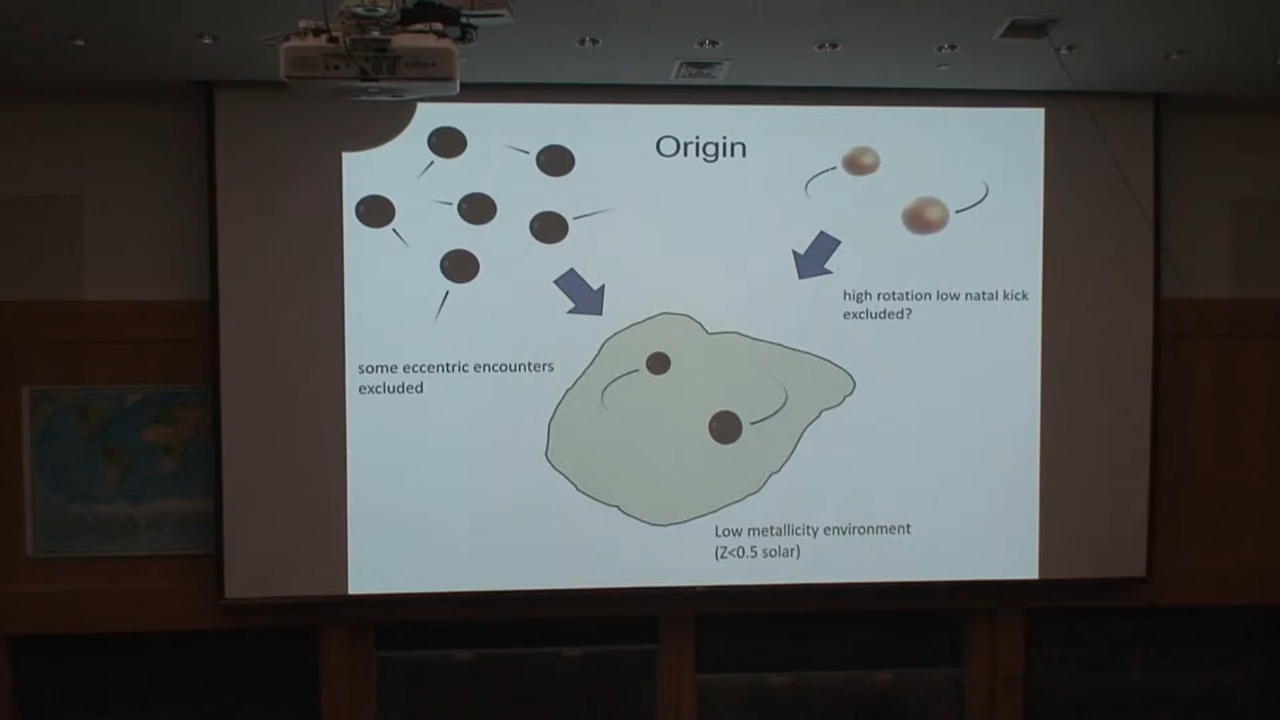 Origin
high rotation low natal kick
excluded?
some eccentric encounters
excluded
Low metallicity environment
(Z<0.5 solar)